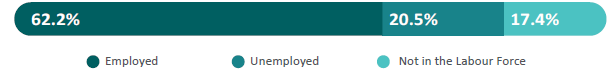 62.2% 20.5% 17.4%
Employed Unemployed Not in the Labour Force